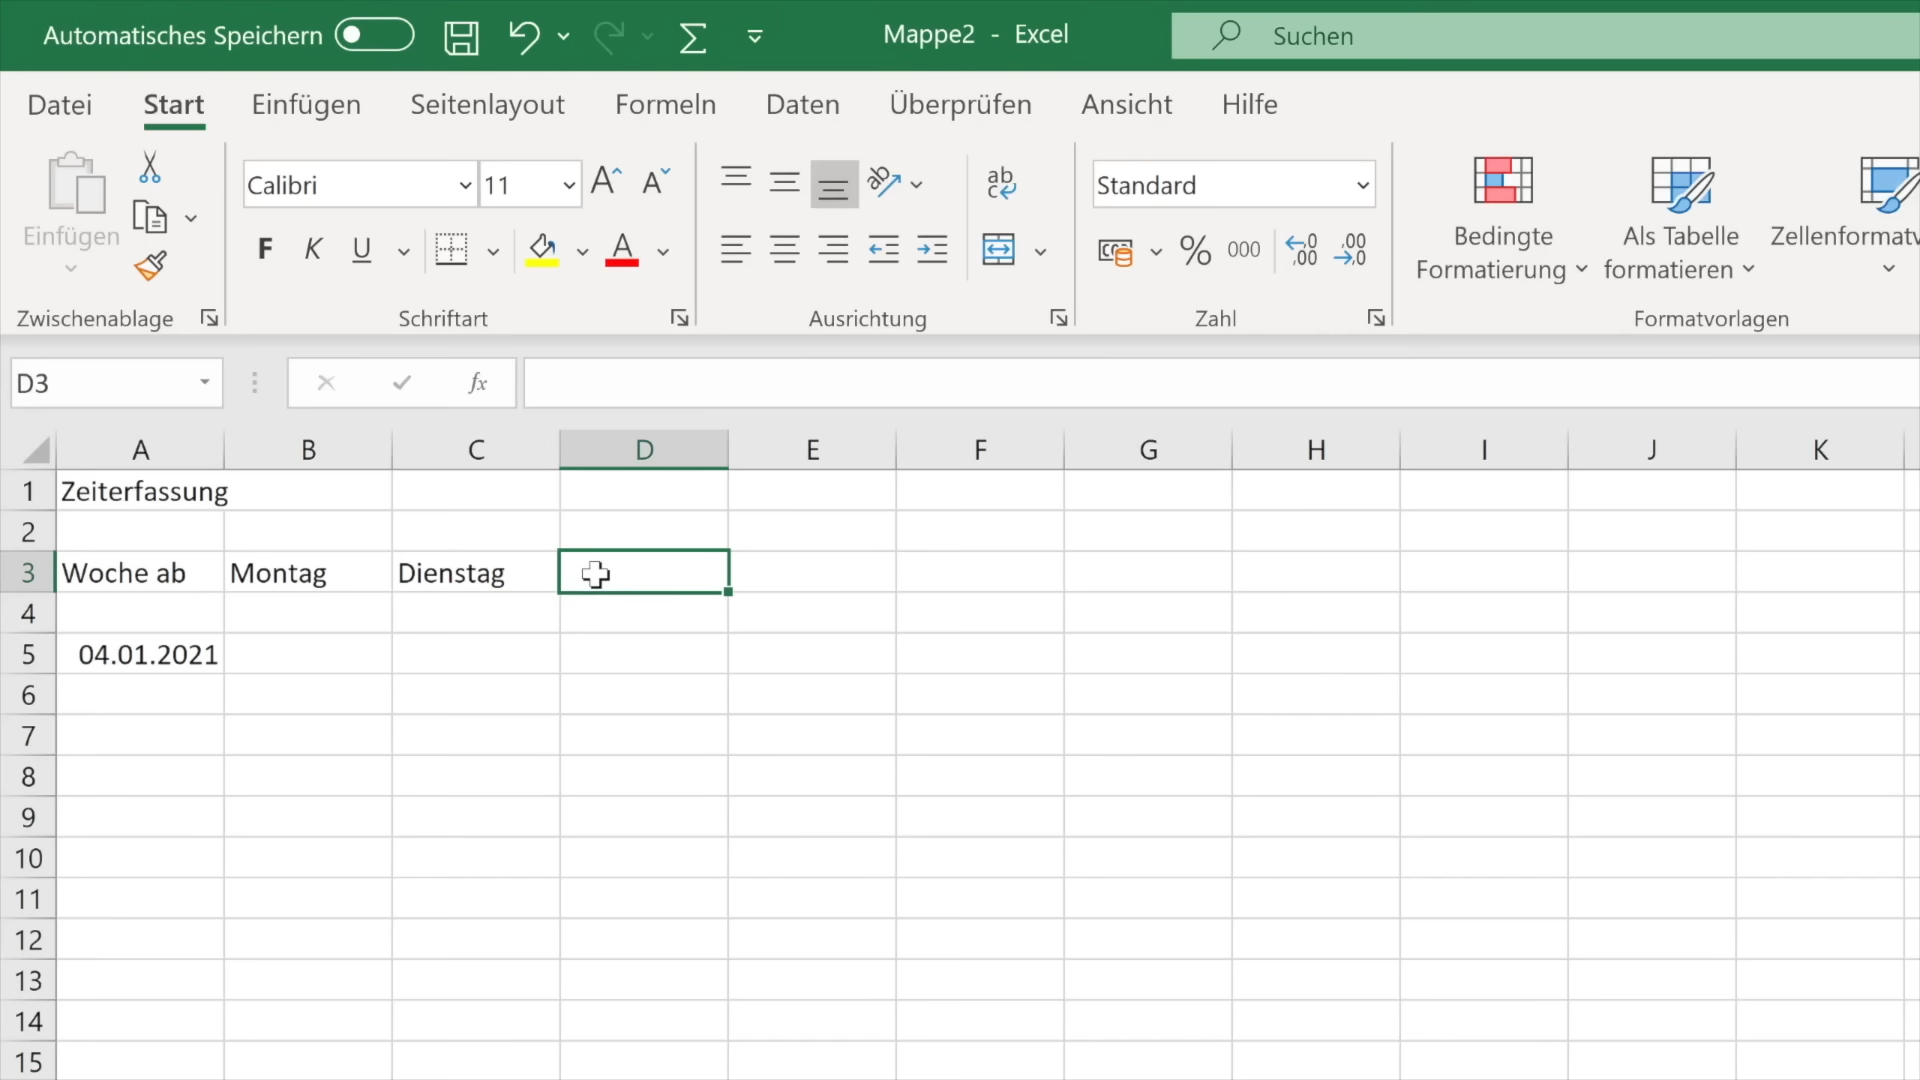 Automatisches Speichern
Mappe2 - Excel
Suchen
Datei Start Einfügen Seitenlayout Formeln Daten Überprüfen Ansicht Hilfe
Calibri 11 Standard
Einfügen
F K U
% 000
Bedingte Formatierung
Als Tabelle formatieren
Zellenformatv
Zwischenablage Schriftart Ausrichtung Zahl Formatvorlagen
D3 fx
A B C D E F G H I J K
1 Zeiterfassung
2
3 Woche ab Montag Dienstag
4
5 04.01.2021
6
7
8
9
10
11
12
13
14
15